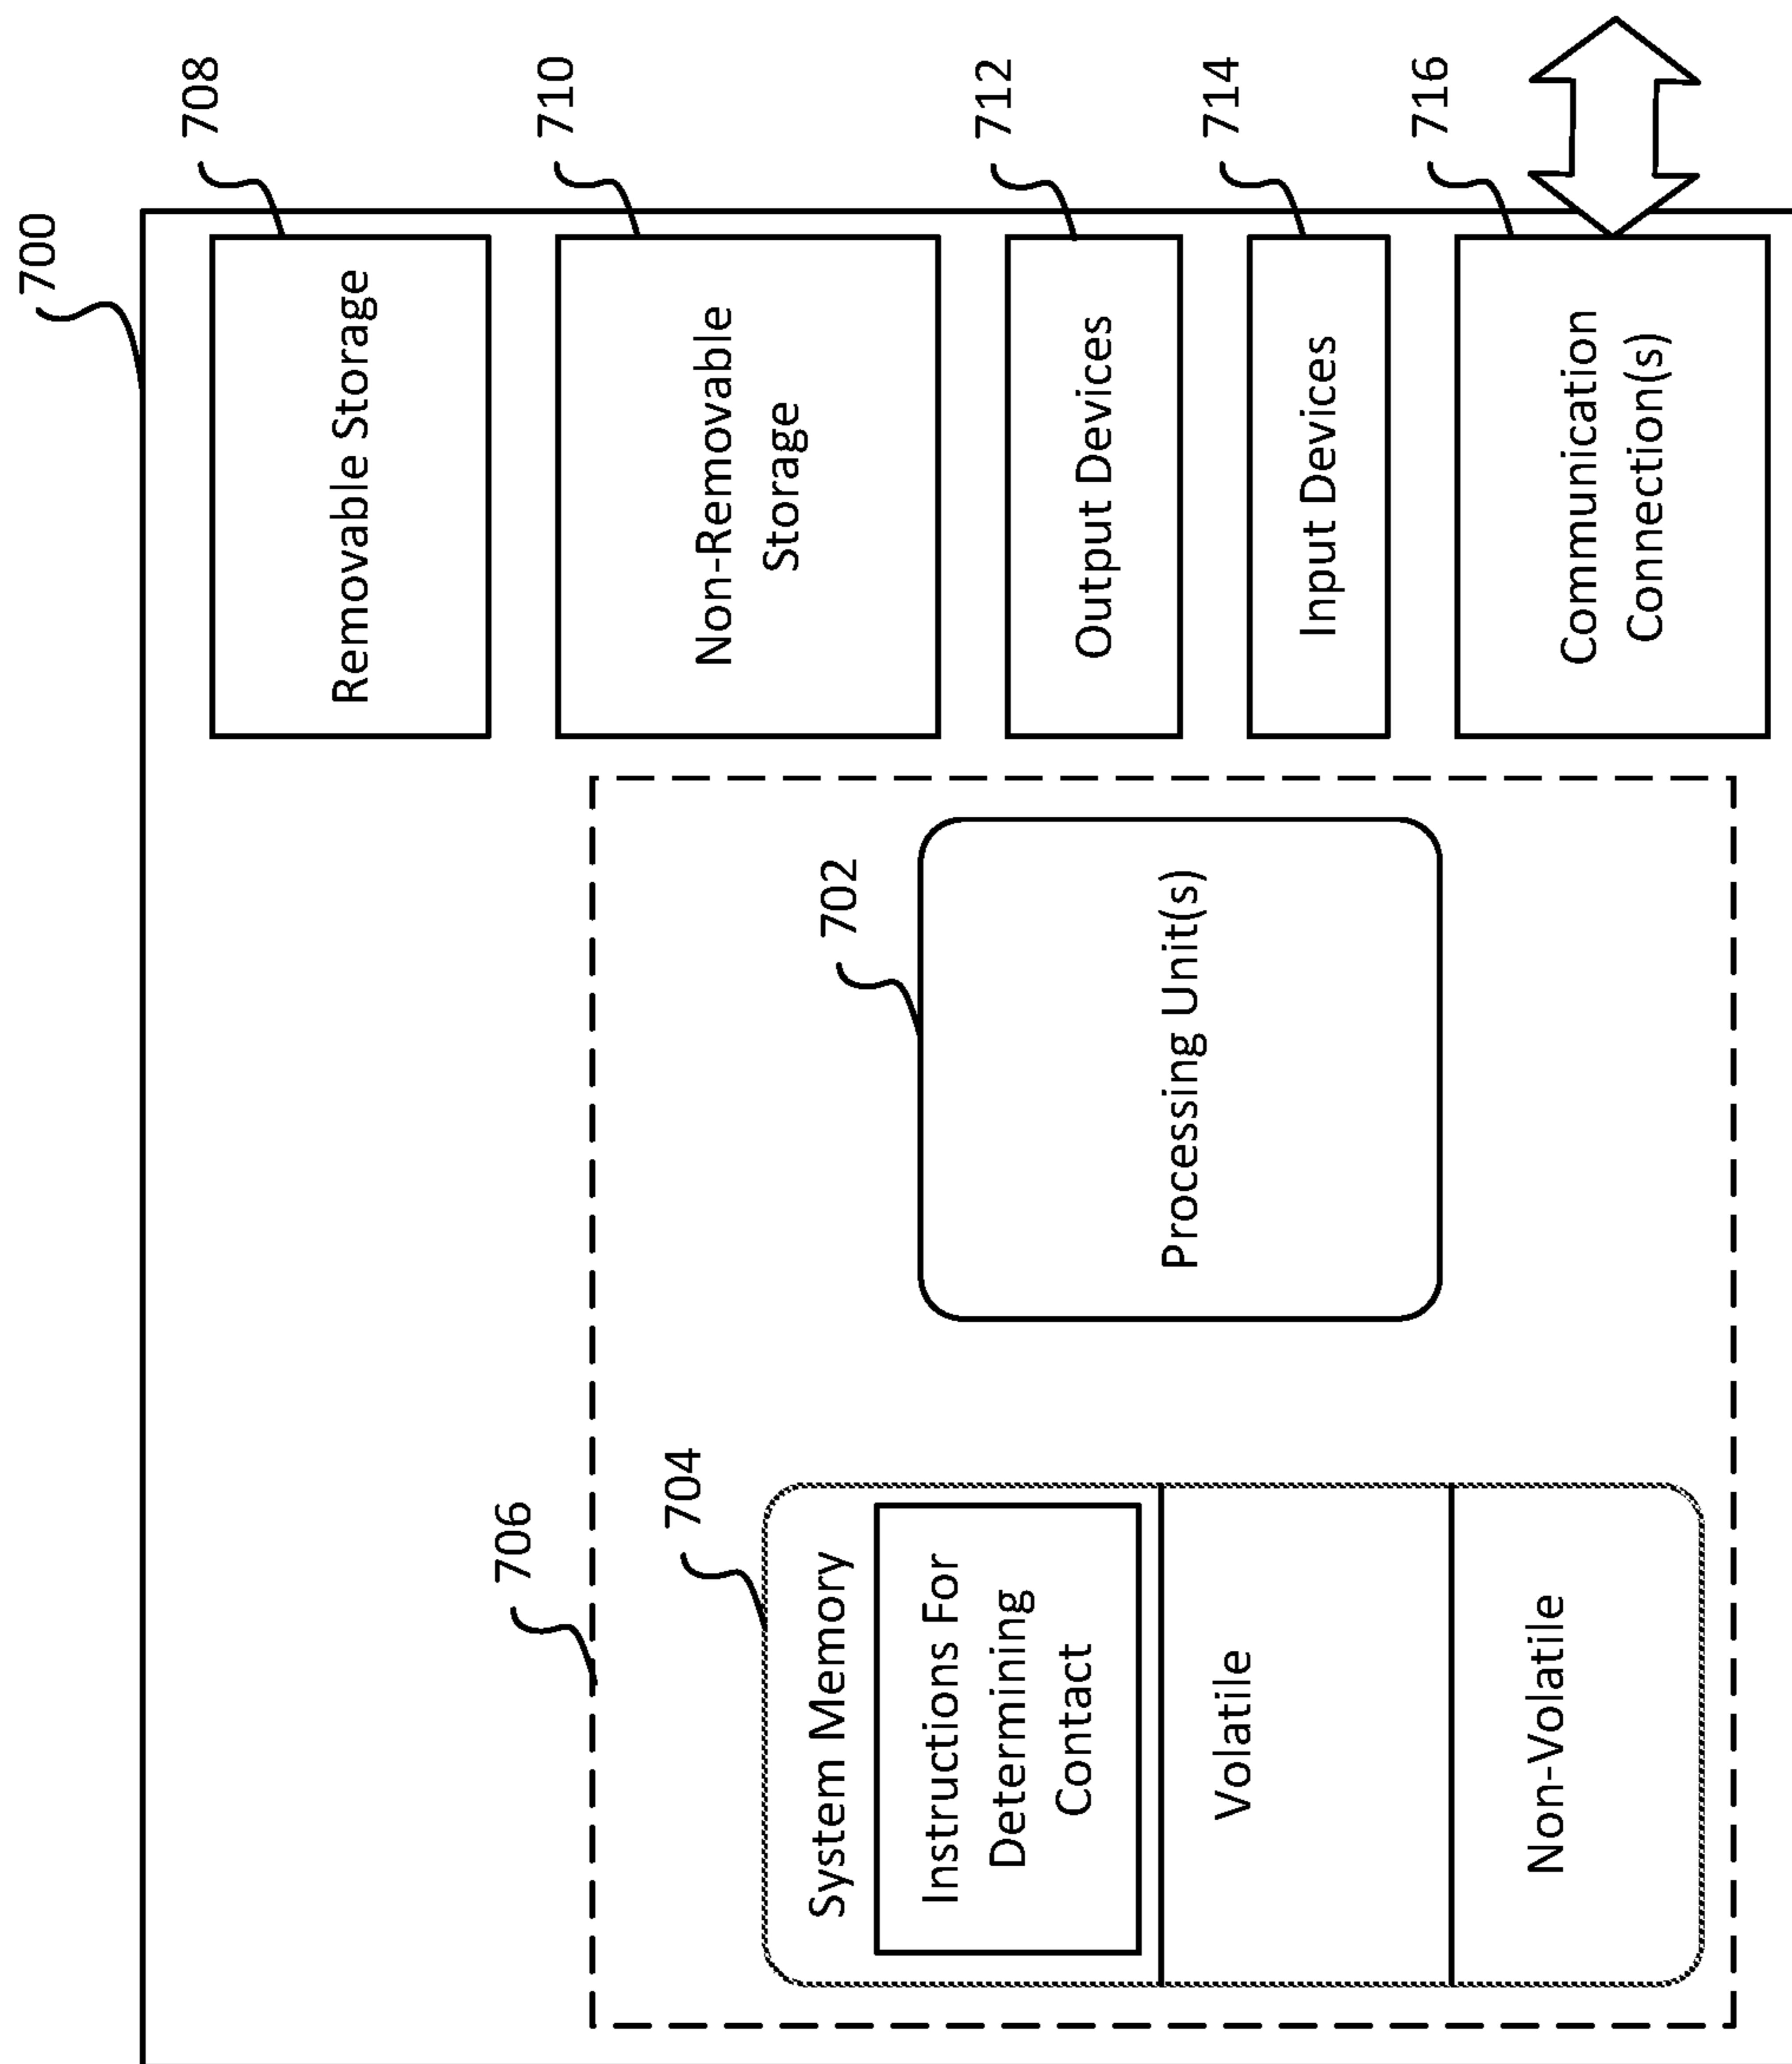 700
706
704
System Memory
Instructions For
Determining
Contact
Volatile
Non-Volatile
702
Processing Unit(s)
708
Removable Storage
710
Non-Removable
Storage
712
Output Devices
714
Input Devices
716
Communication
Connection(s)